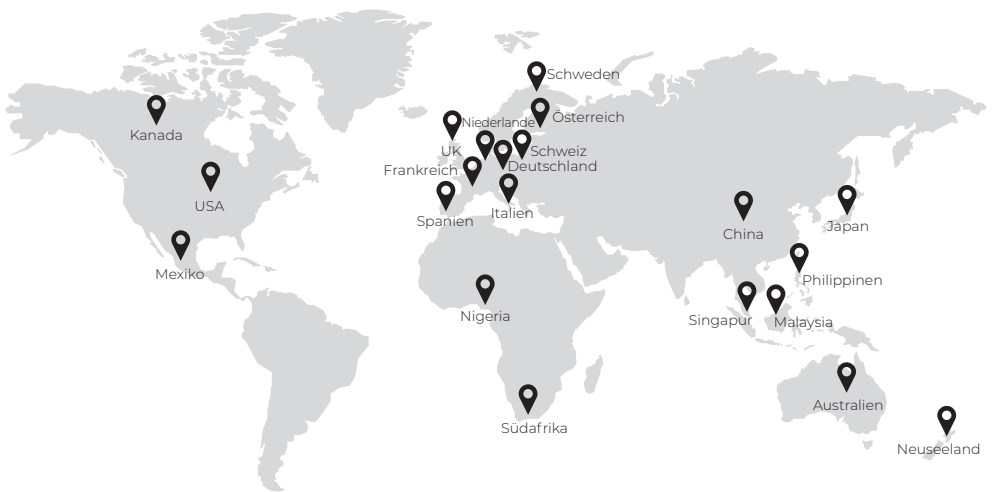 Schweden
Kanada
Österreich
Niederlande
UK
Schweiz
Frankreich
Deutschland
USA
Italien
Spanien
Japan
China
Mexiko
Philippinen
Nigeria
Singapur
Malaysia
Australien
Südafrika
Neuseeland